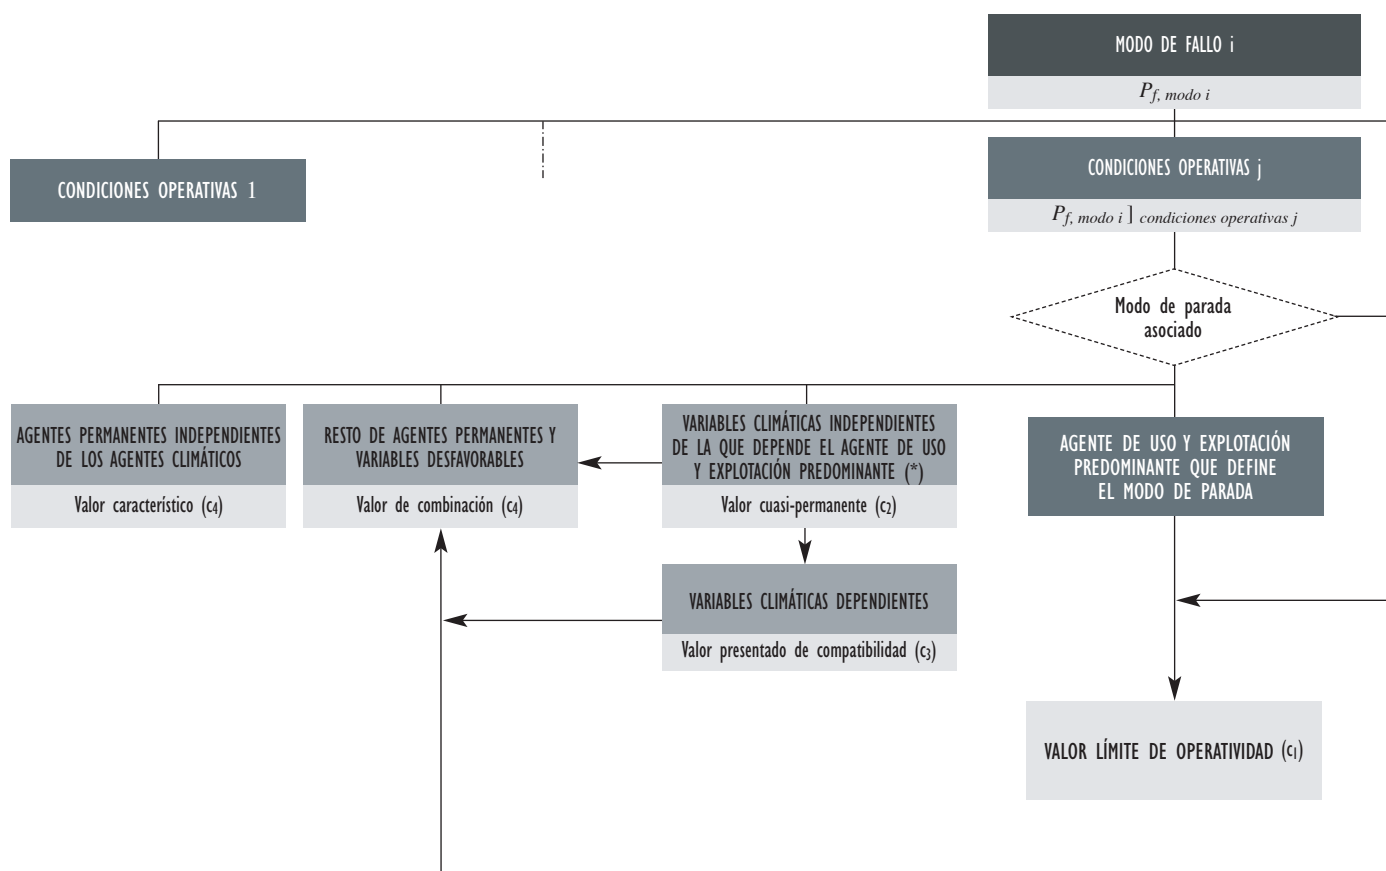 MODO DE FALLO i
Pf, modo i
CONDICIONES OPERATIVAS 1
CONDICIONES OPERATIVAS j
Pf, modo i ] condiciones operativas j
Modo de parada
asociado
AGENTES PERMANENTES INDEPENDIENTES
DE LOS AGENTES CLIMÁTICOS
Valor característico (c4)
RESTO DE AGENTES PERMANENTES Y
VARIABLES DESFAVORABLES
Valor de combinación (c4)
VARIABLES CLIMÁTICAS INDEPENDIENTES
DE LA QUE DEPENDE EL AGENTE DE USO
Y EXPLOTACIÓN PREDOMINANTE (*)
Valor cuasi-permanente (c2)
AGENTE DE USO Y EXPLOTACIÓN
PREDOMINANTE QUE DEFINE
EL MODO DE PARADA
VARIABLES CLIMÁTICAS DEPENDIENTES
Valor presentado de compatibilidad (c3)
VALOR LÍMITE DE OPERATIVIDAD (c1)